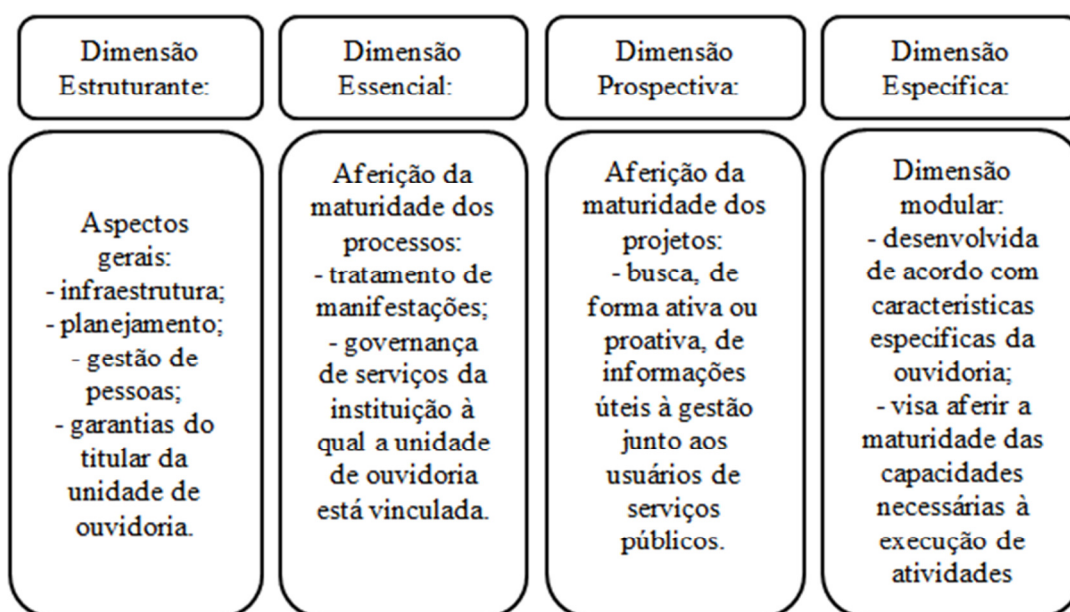 Dimensão
Estruturante:
Aspectos
gerais:
- infraestrutura;
- planejamento;
- gestão de
pessoas;
- garantias do
titular da
unidade de
ouvidoria.
Dimensão
Essencial:
Aferição da
maturidade dos
processos:
- tratamento de
manifestações;
- governança
de serviços da
instituição à
qual a unidade
de ouvidoria
está vinculada.
Dimensão
Prospectiva:
Aferição da
maturidade dos
projetos:
- busca, de
forma ativa ou
proativa, de
informações
úteis à gestão
junto aos
usuários de
serviços
públicos.
Dimensão
Específica:
Dimensão
modular:
- desenvolvida
de acordo com
características
específicas da
ouvidoria;
- visa aferir a
maturidade das
capacidades
necessárias à
execução de
atividades